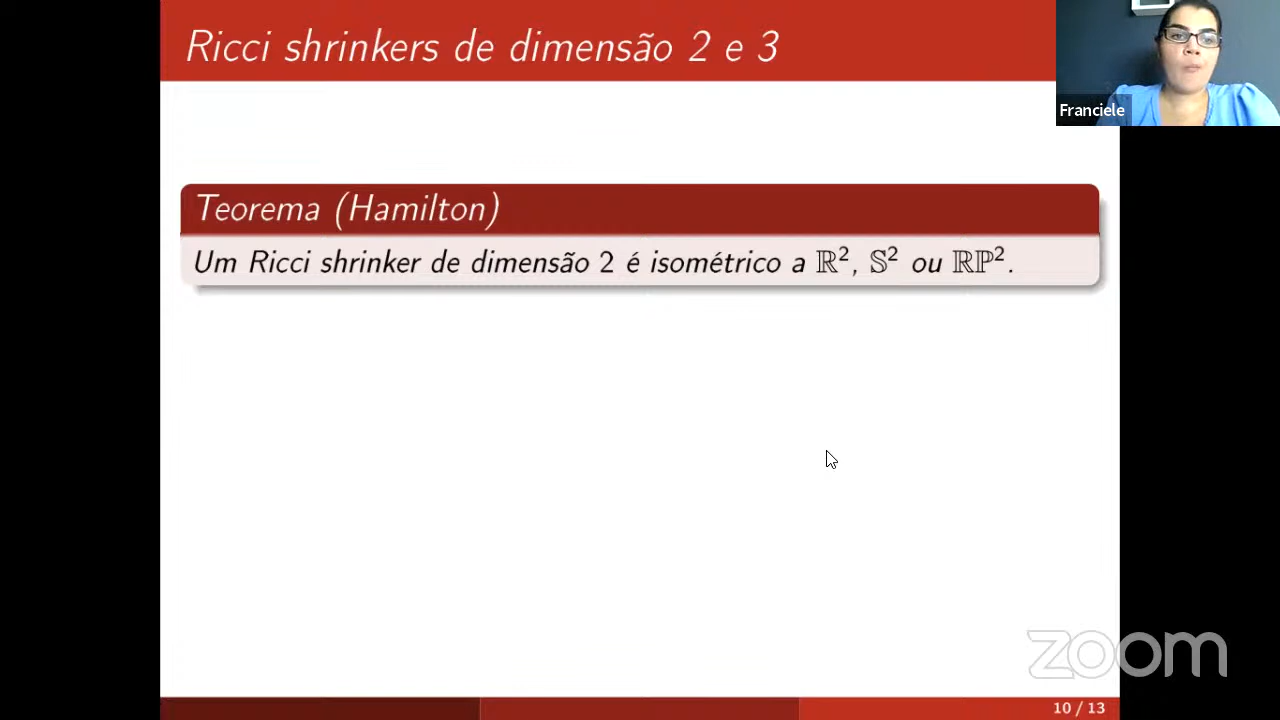 Ricci shrinkers de dimensão 2 e 3
Franciele
Teorema (Hamilton)
Um Ricci shrinker de dimensão 2 é isométrico a ℝ², 𝕊² ou ℝℙ².
zoom
10 / 13